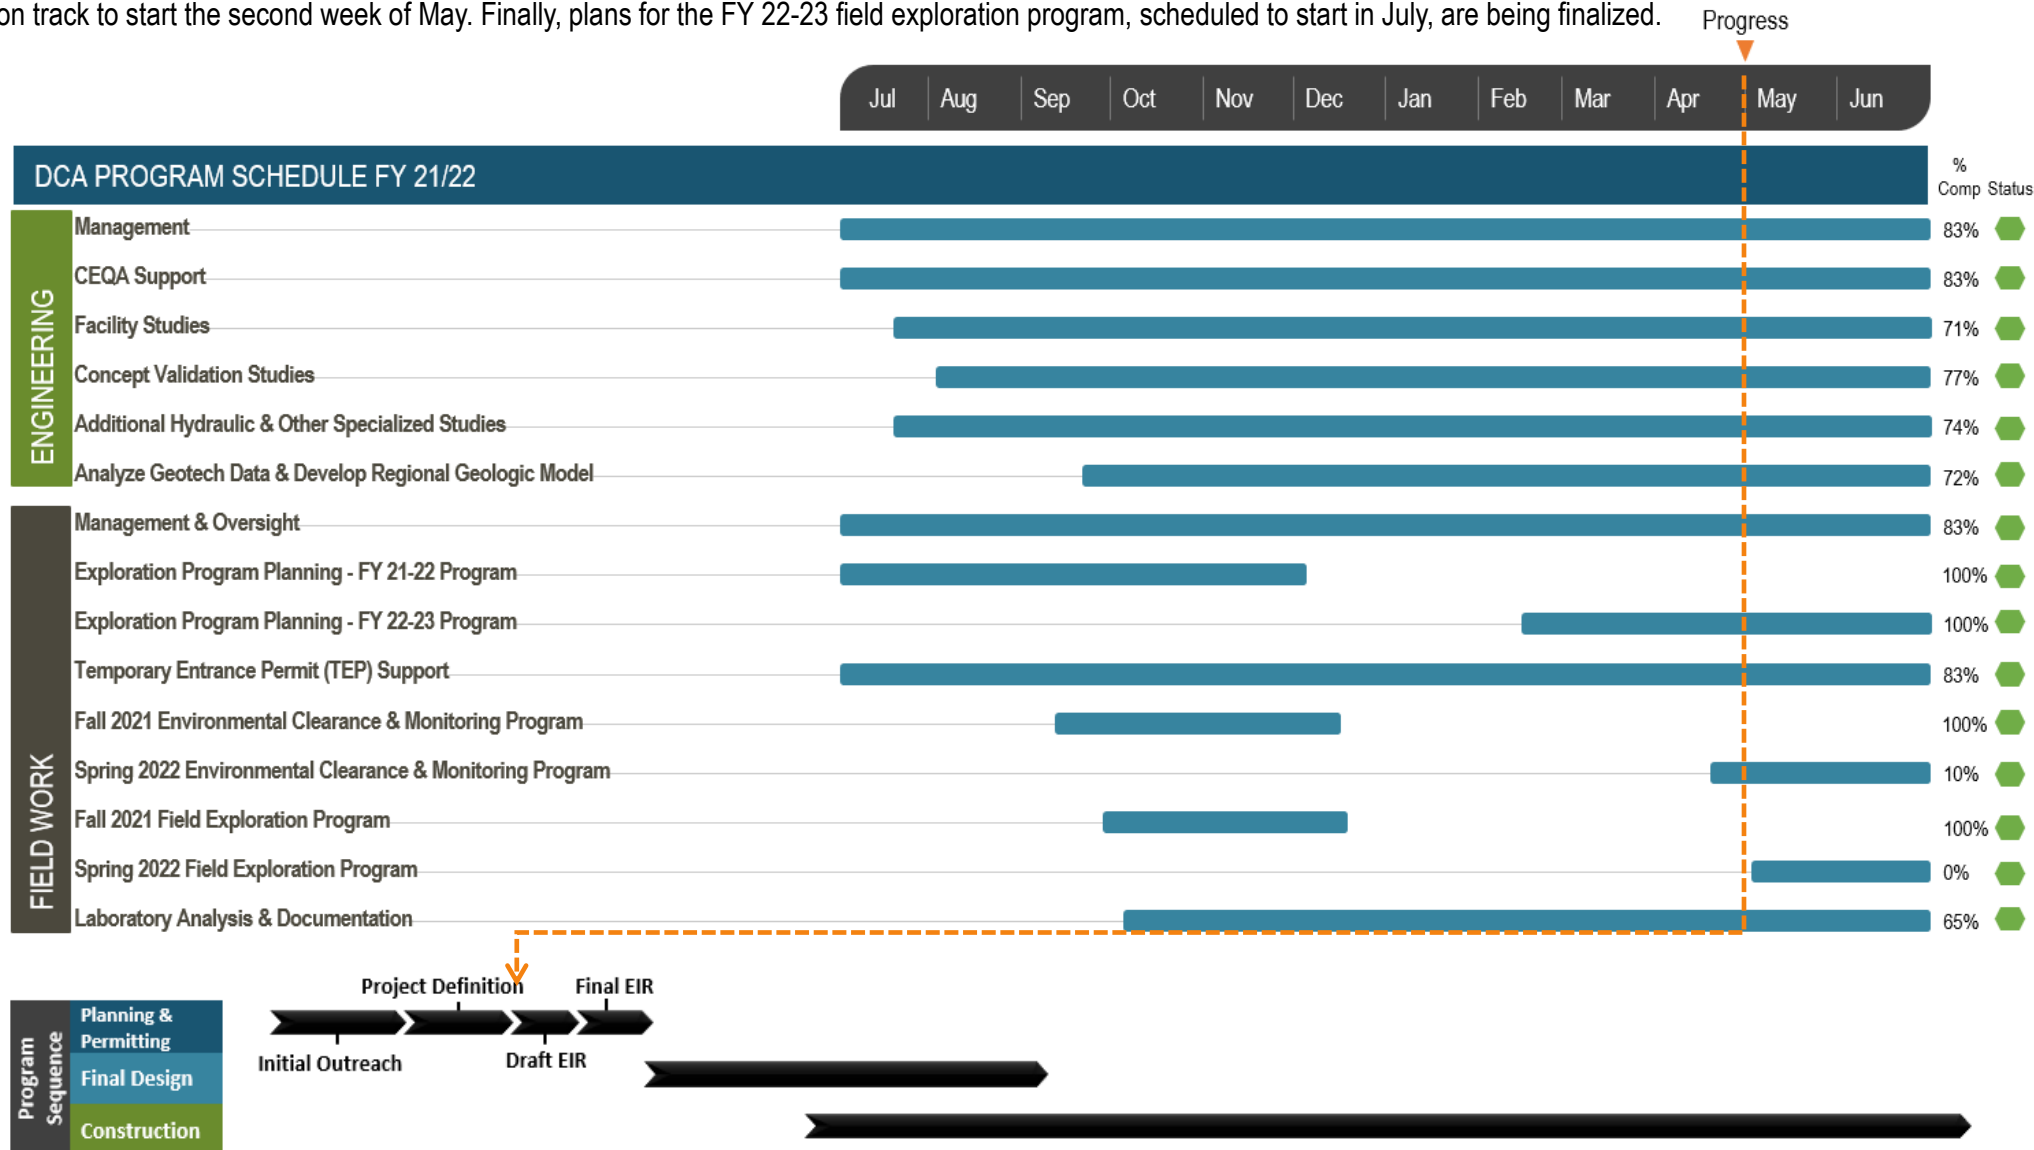 on track to start the second week of May. Finally, plans for the FY 22-23 field exploration program, scheduled to start in July, are being finalized.
Progress
Jul Aug Sep Oct Nov Dec Jan Feb Mar Apr May Jun
DCA PROGRAM SCHEDULE FY 21/22
%
Comp Status
ENGINEERING
Management 83%
CEQA Support 83%
Facility Studies 71%
Concept Validation Studies 77%
Additional Hydraulic & Other Specialized Studies 74%
Analyze Geotech Data & Develop Regional Geologic Model 72%
FIELD WORK
Management & Oversight 83%
Exploration Program Planning - FY 21-22 Program 100%
Exploration Program Planning - FY 22-23 Program 100%
Temporary Entrance Permit (TEP) Support 83%
Fall 2021 Environmental Clearance & Monitoring Program 100%
Spring 2022 Environmental Clearance & Monitoring Program 10%
Fall 2021 Field Exploration Program 100%
Spring 2022 Field Exploration Program 0%
Laboratory Analysis & Documentation 65%
Project Definition Final EIR
Program
Sequence
Planning &
Permitting
Initial Outreach Draft EIR
Final Design
Construction